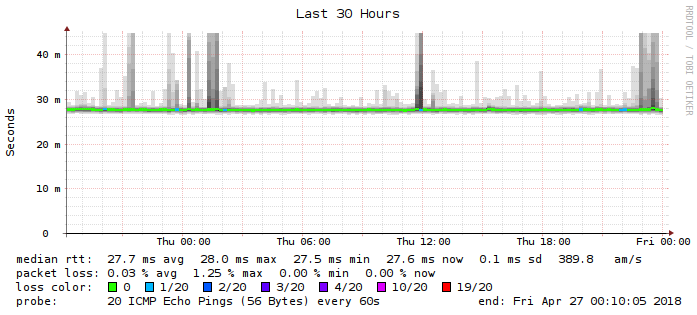 Last 30 Hours
RRDTOOL / TOBI OETIKER
Seconds
40 m
30 m
20 m
10 m
0
Thu 00:00 Thu 06:00 Thu 12:00 Thu 18:00 Fri 00:00
median rtt: 27.7 ms avg 28.0 ms max 27.5 ms min 27.6 ms now 0.1 ms sd 389.8 am/s
packet loss: 0.03 % avg 1.25 % max 0.00 % min 0.00 % now
loss color: 0 1/20 2/20 3/20 4/20 10/20 19/20
probe: 20 ICMP Echo Pings (56 Bytes) every 60s end: Fri Apr 27 00:10:05 2018